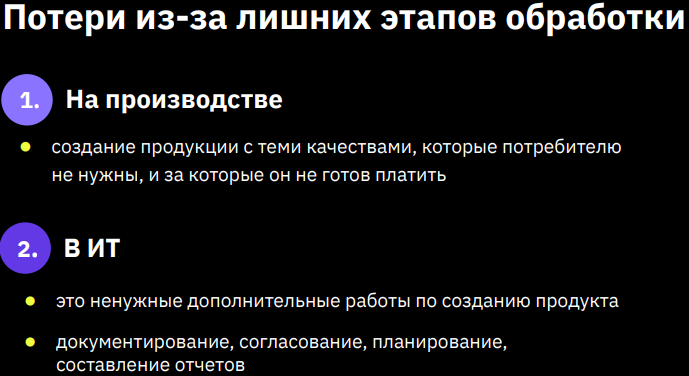 Потери из-за лишних этапов обработки
1. На производстве
создание продукции с теми качествами, которые потребителю
не нужны, и за которые он не готов платить
2. В ИТ
это ненужные дополнительные работы по созданию продукта
документирование, согласование, планирование,
составление отчетов